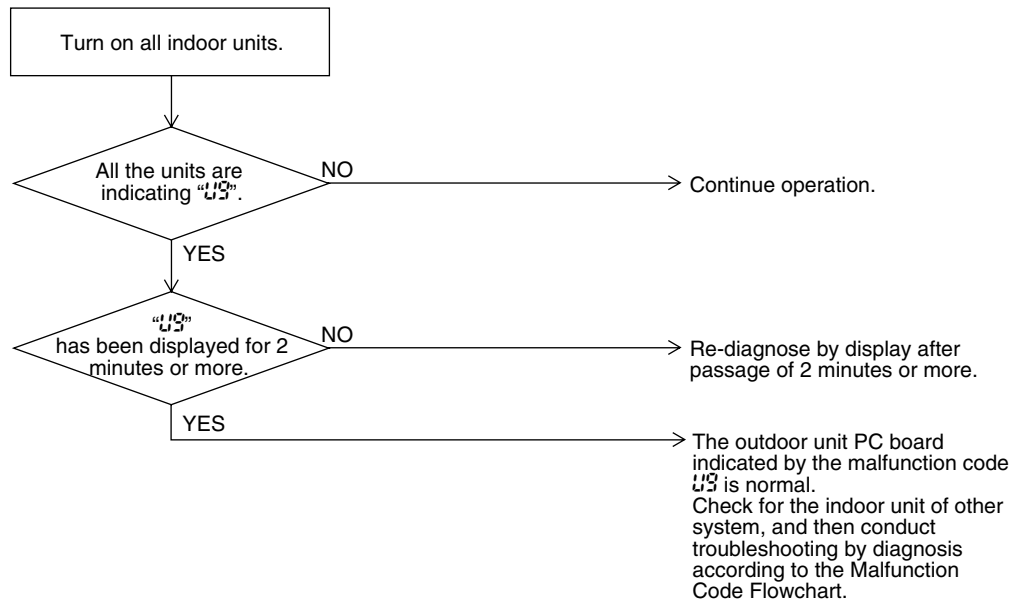 Turn on all indoor units.
All the units are
indicating “U9”.
NO
Continue operation.
YES
“U9”
has been displayed for 2
minutes or more.
NO
Re-diagnose by display after
passage of 2 minutes or more.
YES
The outdoor unit PC board
indicated by the malfunction code
U9 is normal.
Check for the indoor unit of other
system, and then conduct
troubleshooting by diagnosis
according to the Malfunction
Code Flowchart.